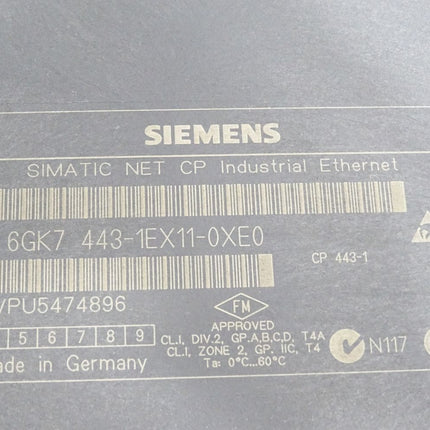 SIEMENS
SIMATIC NET CP Industrial Ethernet
6GK7 443-1EX11-0XE0
CP 443-1
VPU5474896
FM
APPROVED
5 6 7 8 9
CL.I, DIV.2, GP.A,B,C,D, T4A
CL.I, ZONE 2, GP. IIC, T4
Ta: 0°C...60°C
N117
ade in Germany